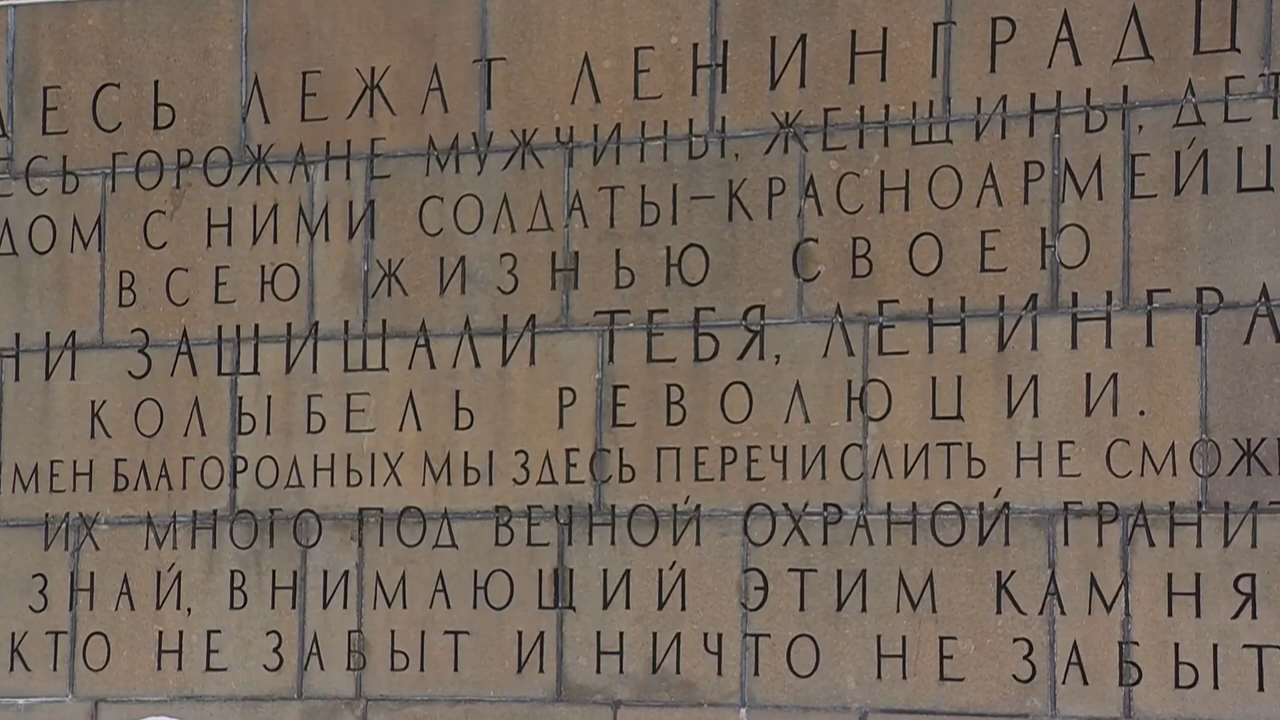 ДЕСЬ ЛЕЖАТ ЛЕНИНГРАДЦ
ЕСЬ ГОРОЖАНЕ МУЖЧИНЫ, ЖЕНЩИНЫ, ДЕТ
ДОМ С НИМИ СОЛДАТЫ-КРАСНОАРМЕЙЦ
ВСЕЮ ЖИЗНЬЮ СВОЕЮ
НИ ЗАЩИЩАЛИ ТЕБЯ, ЛЕНИНГРА
КОЛЫБЕЛЬ РЕВОЛЮЦИИ.
МЕН БЛАГОРОДНЫХ МЫ ЗДЕСЬ ПЕРЕЧИСЛИТЬ НЕ СМОЖ
ИХ МНОГО ПОД ВЕЧНОЙ ОХРАНОЙ ГРАНИТ
ЗНАЙ, ВНИМАЮЩИЙ ЭТИМ КАМНЯ
КТО НЕ ЗАБЫТ И НИЧТО НЕ ЗАБЫТ